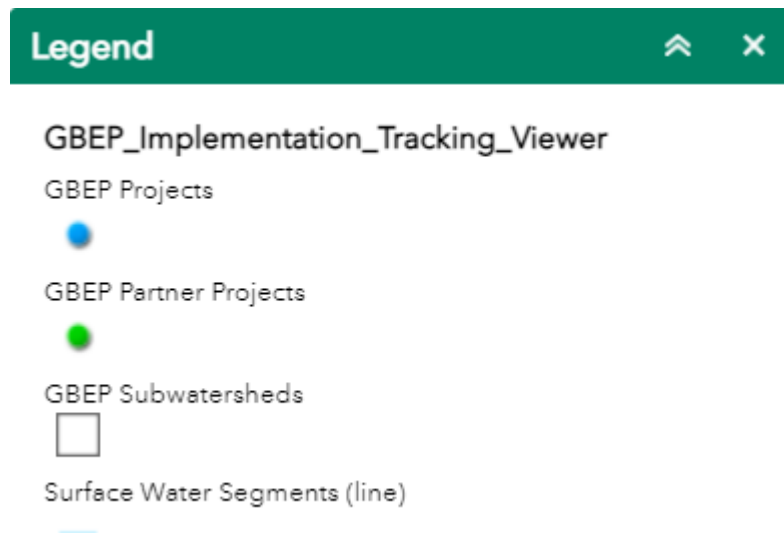 Legend
GBEP_Implementation_Tracking_Viewer
GBEP Projects
GBEP Partner Projects
GBEP Subwatersheds
Surface Water Segments (line)